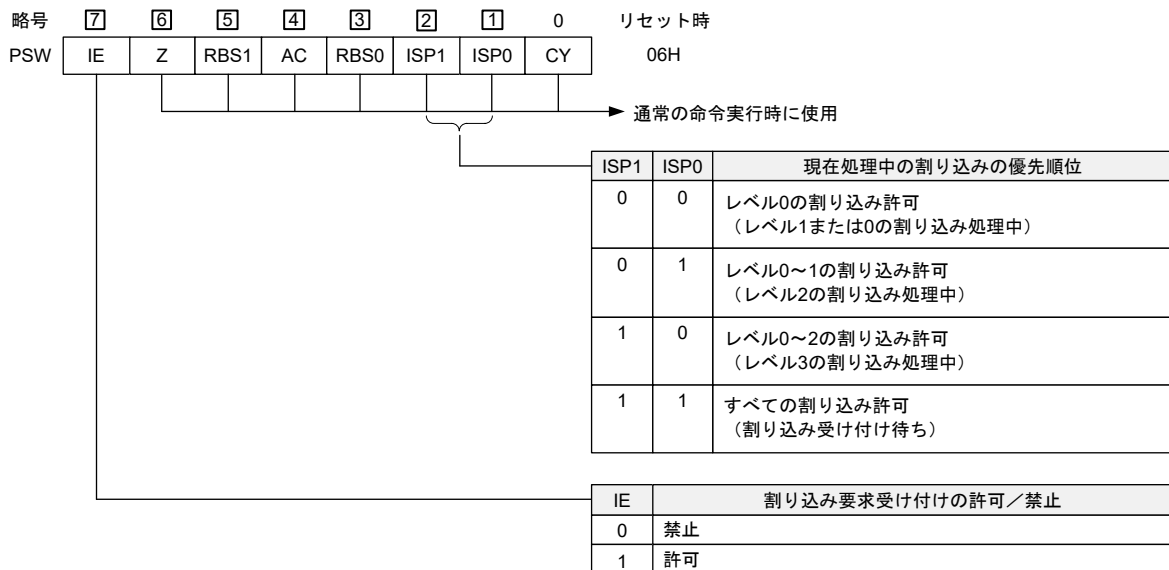 略号 7 6 5 4 3 2 1 0 リセット時
PSW IE Z RBS1 AC RBS0 ISP1 ISP0 CY 06H
通常の命令実行時に使用
ISP1 ISP0 現在処理中の割り込みの優先順位
0 0 レベル0の割り込み許可
（レベル1または0の割り込み処理中）
0 1 レベル0～1の割り込み許可
（レベル2の割り込み処理中）
1 0 レベル0～2の割り込み許可
（レベル3の割り込み処理中）
1 1 すべての割り込み許可
（割り込み受け付け待ち）
IE 割り込み要求受け付けの許可／禁止
0 禁止
1 許可